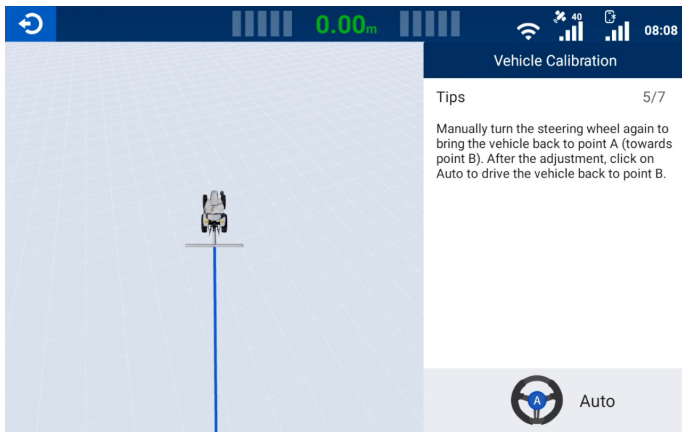 0.00m
40
08:08
Vehicle Calibration
Tips 5/7
Manually turn the steering wheel again to
bring the vehicle back to point A (towards
point B). After the adjustment, click on
Auto to drive the vehicle back to point B.
A
Auto